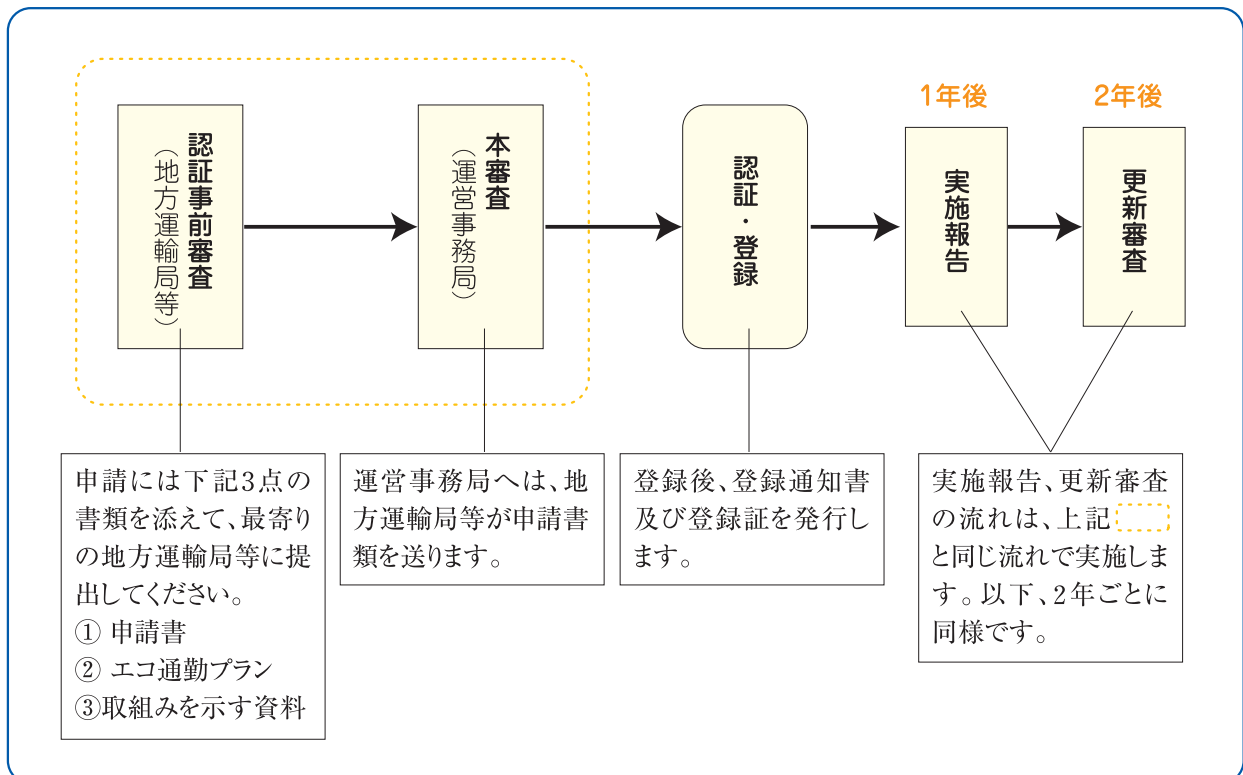 認証事前審査
（地方運輸局等）
本審査
（運営事務局）
認証・登録
1年後
実施報告
2年後
更新審査
申請には下記3点の
書類を添えて、最寄り
の地方運輸局等に提
出してください。
① 申請書
② エコ通勤プラン
③取組みを示す資料
運営事務局へは、地
方運輸局等が申請書
類を送ります。
登録後、登録通知書
及び登録証を発行し
ます。
実施報告、更新審査
の流れは、上記
と同じ流れで実施しま
す。以下、2年ごとに
同様です。